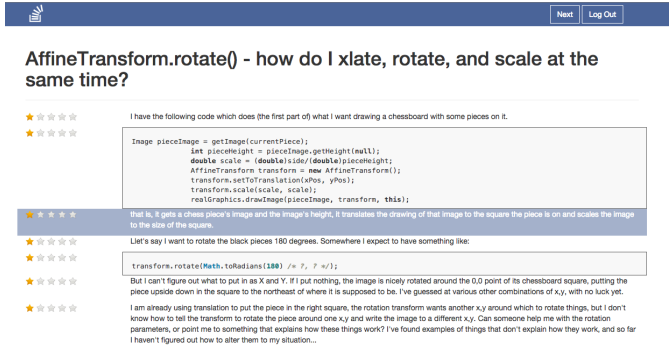 Next Log Out
AffineTransform.rotate() - how do I xlate, rotate, and scale at the
same time?
I have the following code which does (the first part of) what I want drawing a chessboard with some pieces on it.
Image pieceImage = getImage(currentPiece);
int pieceHeight = pieceImage.getHeight(null);
double scale = (double)side/(double)pieceHeight;
AffineTransform transform = new AffineTransform();
transform.setToTranslation(xPos, yPos);
transform.scale(scale, scale);
realGraphics.drawImage(pieceImage, transform, this);
that is, it gets a chess piece's image and the image's height, it translates the drawing of that image to the square the piece is on and scales the image
to the size of the square.
Llet's say I want to rotate the black pieces 180 degrees. Somewhere I expect to have something like:
transform.rotate(Math.toRadians(180) /* ?, ? */);
But I can't figure out what to put in as X and Y. If I put nothing, the image is nicely rotated around the 0,0 point of its chessboard square, putting the
piece upside down in the square to the northeast of where it is supposed to be. I've guessed at various other combinations of x,y, with no luck yet.
I am already using translation to put the piece in the right square, the rotation transform wants another x,y around which to rotate things, but I don't
know how to tell the transform to rotate the piece around one x,y and write the image to a different x,y. Can someone help me with the rotation
parameters, or point me to something that explains how these things work? I've found examples of things that don't explain how they work, and so far
I haven't figured out how to alter them to my situation...